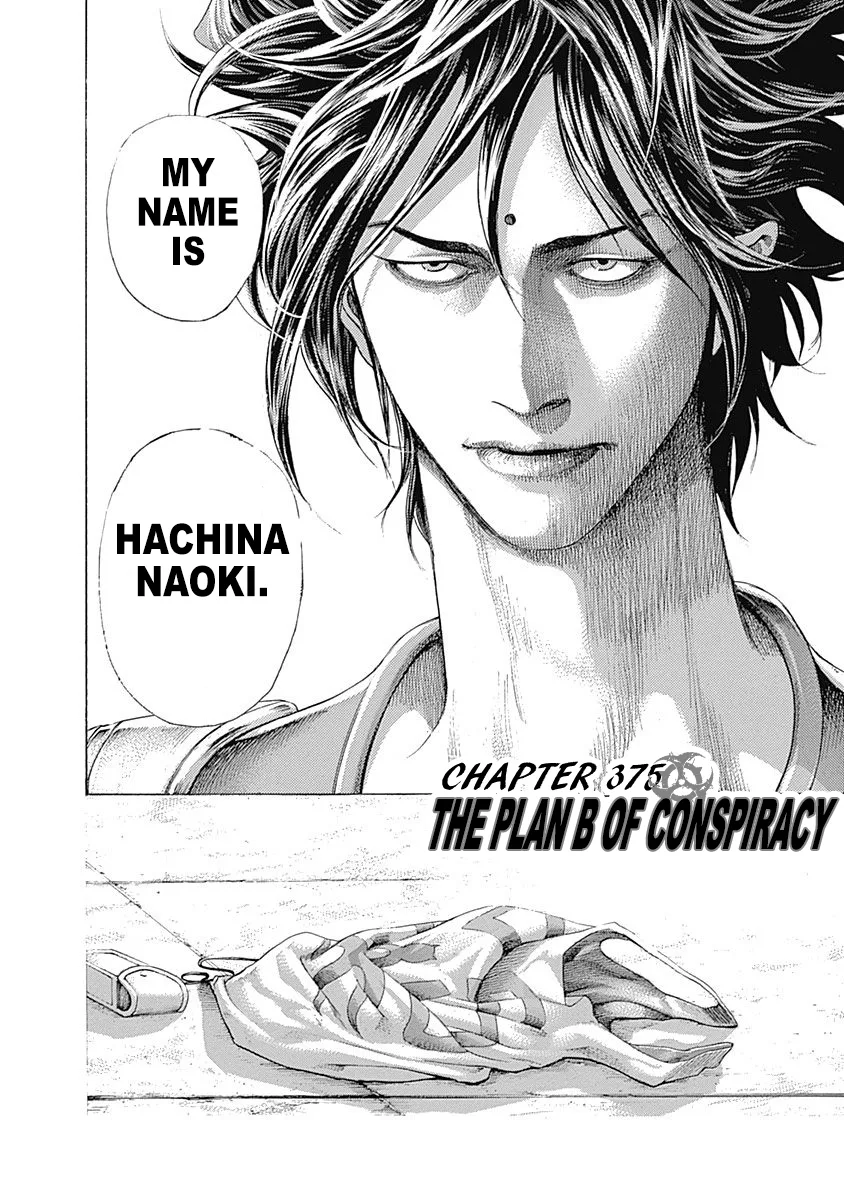 MY
NAME
IS
HACHINA
NAOKI.
CHAPTER 375
THE PLAN B OF CONSPIRACY